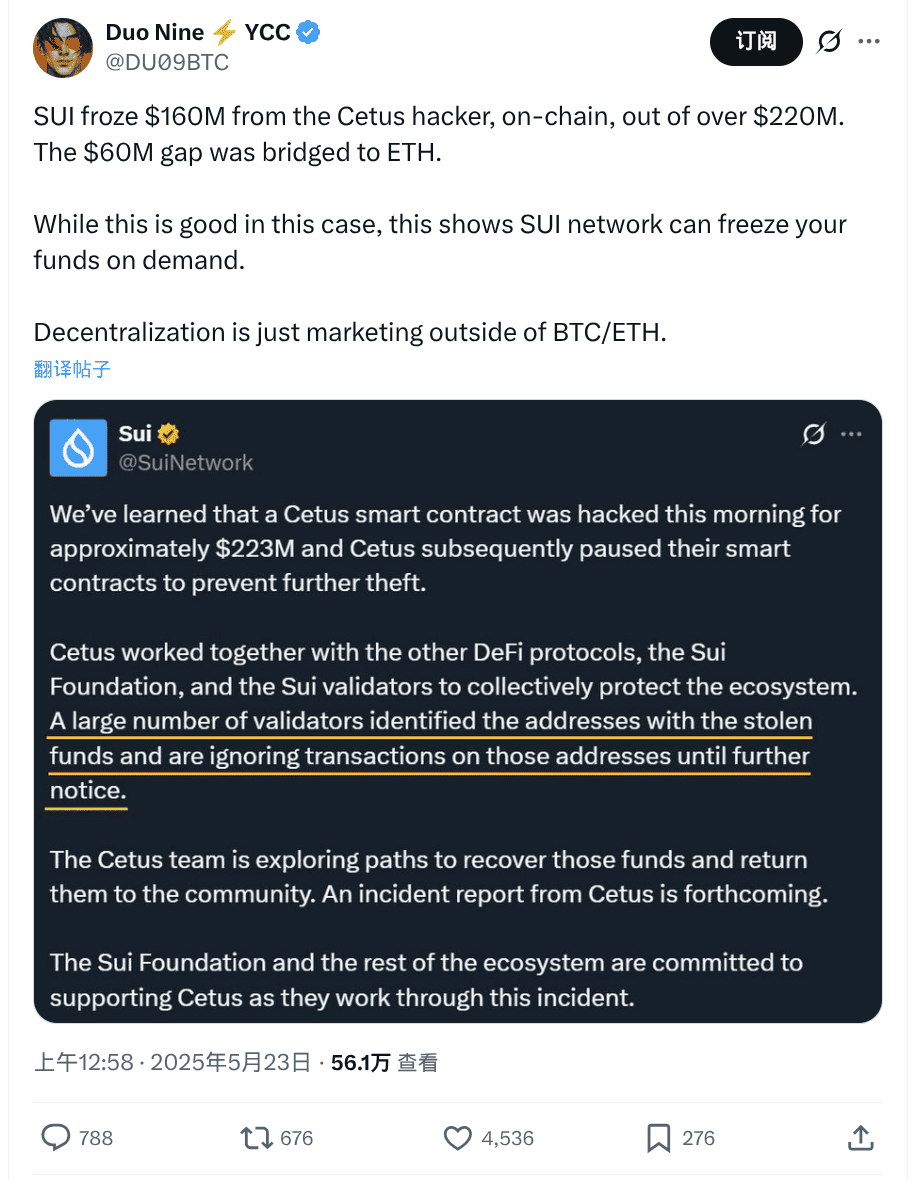 Duo Nine ⚡ YCC
@DU09BTC
订阅
SUI froze $160M from the Cetus hacker, on-chain, out of over $220M.
The $60M gap was bridged to ETH.
While this is good in this case, this shows SUI network can freeze your
funds on demand.
Decentralization is just marketing outside of BTC/ETH.
翻译帖子
Sui
@SuiNetwork
We’ve learned that a Cetus smart contract was hacked this morning for
approximately $223M and Cetus subsequently paused their smart
contracts to prevent further theft.
Cetus worked together with the other DeFi protocols, the Sui
Foundation, and the Sui validators to collectively protect the ecosystem.
A large number of validators identified the addresses with the stolen
funds and are ignoring transactions on those addresses until further
notice.
The Cetus team is exploring paths to recover those funds and return
them to the community. An incident report from Cetus is forthcoming.
The Sui Foundation and the rest of the ecosystem are committed to
supporting Cetus as they work through this incident.
上午12:58 · 2025年5月23日 · 56.1万 查看
788 676 4,536 276